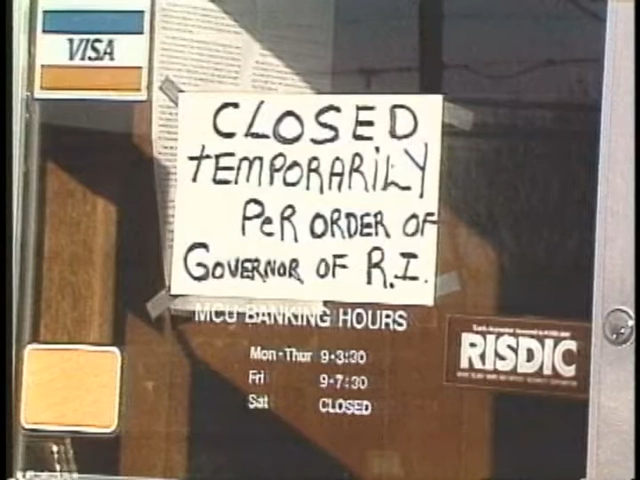 VISA
CLOSED
tEMPORARiLY
PeR ORDER OF
GOVERNOR OF R.I.
MCU BANKING HOURS
Mon-Thur 9-3:30
Fri 9-7:30
Sat CLOSED
RISDIC